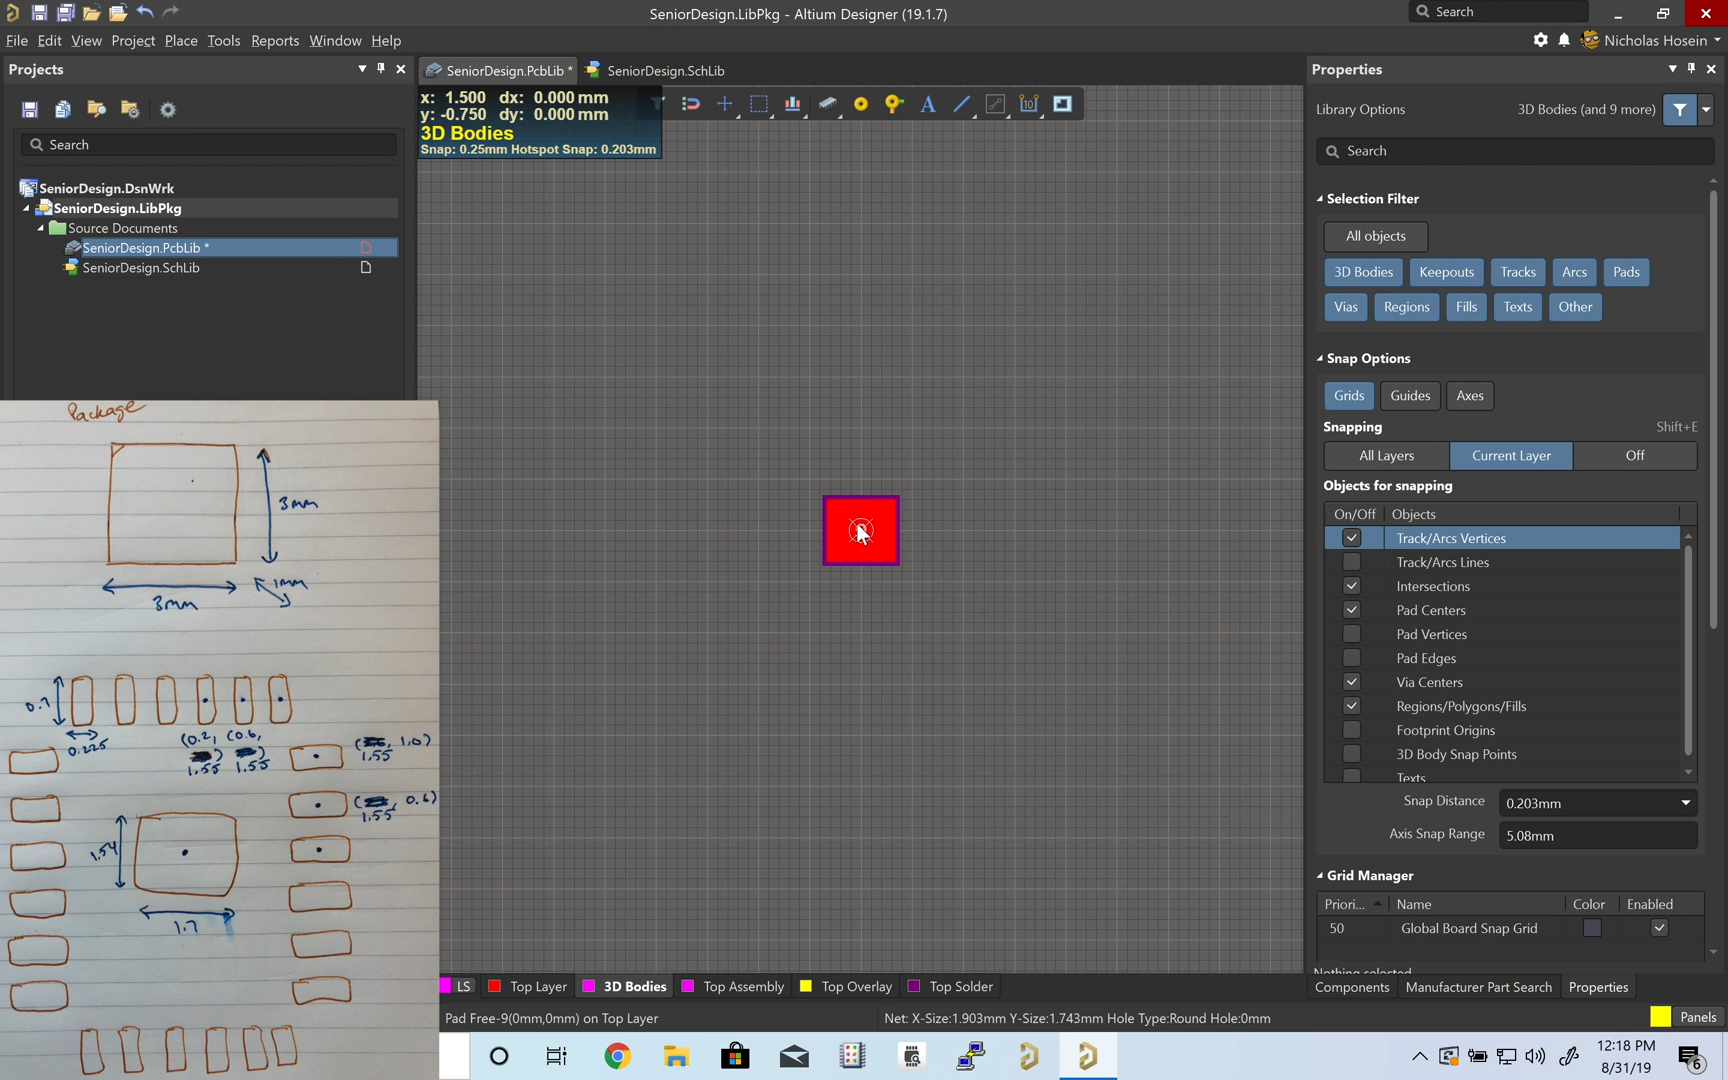 SeniorDesign.LibPkg - Altium Designer (19.1.7)
Search
File Edit View Project Place Tools Reports Window Help
Nicholas Hosein
Projects
Search
SeniorDesign.DsnWrk
SeniorDesign.LibPkg
Source Documents
SeniorDesign.PcbLib *
SeniorDesign.SchLib
SeniorDesign.PcbLib *
SeniorDesign.SchLib
x: 1.500 dx: 0.000 mm
y: -0.750 dy: 0.000 mm
3D Bodies
Snap: 0.25mm Hotspot Snap: 0.203mm
Package
3mm
3mm
1mm
0.7
0.225
(0.2,
1.55
(0.6,
1.55
( , 1.0)
1.55
( , 0.6)
1.55
1.54
1.7
Properties
Library Options
3D Bodies (and 9 more)
Search
Selection Filter
All objects
3D Bodies Keepouts Tracks Arcs Pads
Vias Regions Fills Texts Other
Snap Options
Grids Guides Axes
Snapping Shift+E
All Layers Current Layer Off
Objects for snapping
On/Off Objects
Track/Arcs Vertices
Track/Arcs Lines
Intersections
Pad Centers
Pad Vertices
Pad Edges
Via Centers
Regions/Polygons/Fills
Footprint Origins
3D Body Snap Points
Texts
Snap Distance 0.203mm
Axis Snap Range 5.08mm
Grid Manager
Priori... Name Color Enabled
50 Global Board Snap Grid
Nothing selected
Components Manufacturer Part Search Properties
LS Top Layer 3D Bodies Top Assembly Top Overlay Top Solder
Pad Free-9(0mm,0mm) on Top Layer
Net: X-Size:1.903mm Y-Size:1.743mm Hole Type:Round Hole:0mm
Panels
12:18 PM
8/31/19
6